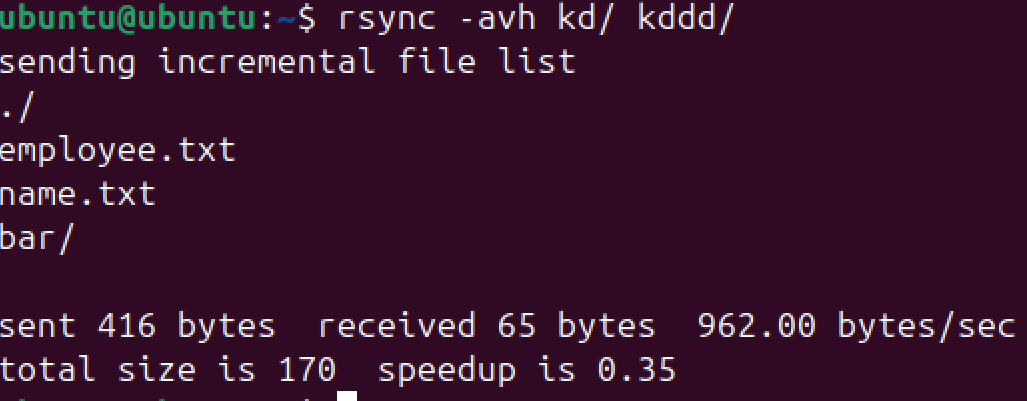 ubuntu@ubuntu:~$ rsync -avh kd/ kddd/
sending incremental file list
./
employee.txt
name.txt
bar/
sent 416 bytes  received 65 bytes  962.00 bytes/sec
total size is 170  speedup is 0.35